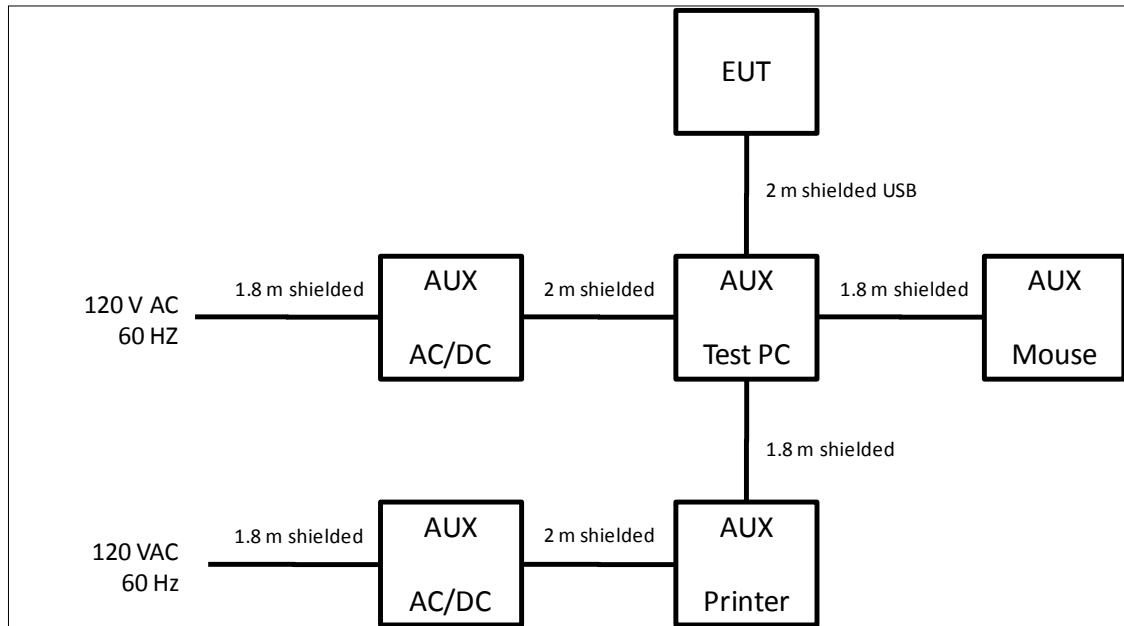 EUT
2 m shielded USB
120 V AC
60 HZ
1.8 m shielded
AUX
AC/DC
2 m shielded
AUX
Test PC
1.8 m shielded
AUX
Mouse
1.8 m shielded
120 VAC
60 Hz
1.8 m shielded
AUX
AC/DC
2 m shielded
AUX
Printer